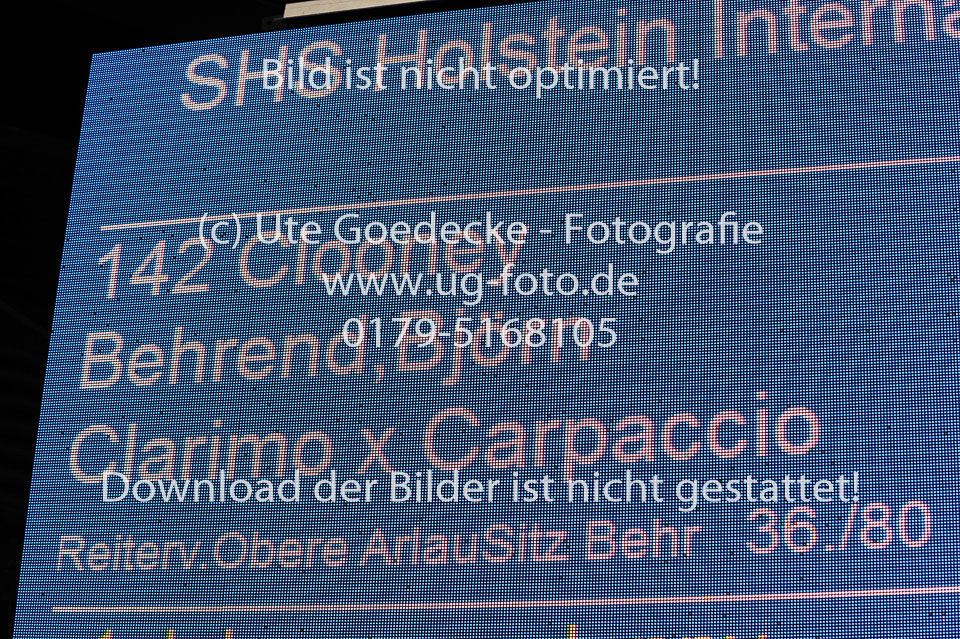 SHS Holstein Interna
Bild ist nicht optimiert!
(c) Ute Goedecke - Fotografie
142 Clooney
www.ug-foto.de
0179-5168105
Behrend,Björn
Clarimo x Carpaccio
Download der Bilder ist nicht gestattet!
Reiterv.Obere ArlauSitz Behr 36./80